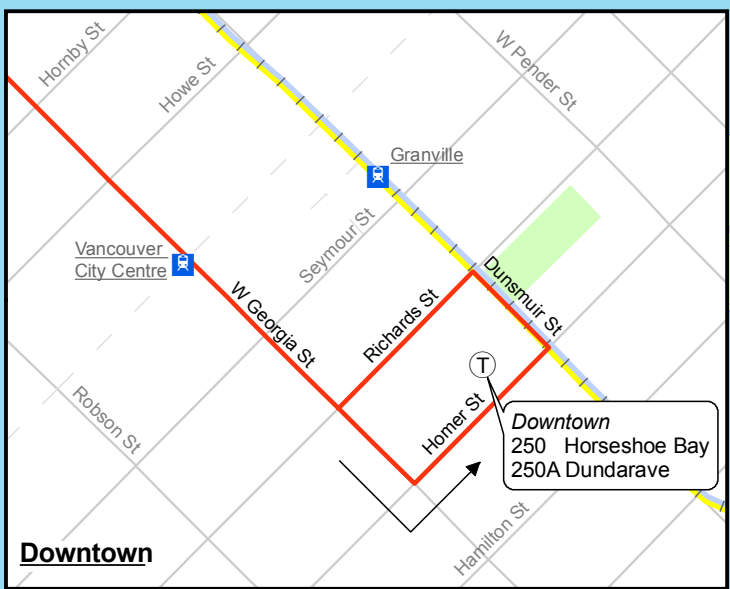 Hornby St
Howe St
W Pender St
Granville
Seymour St
Vancouver
City Centre
Dunsmuir St
W Georgia St
Richards St
T
Robson St
Homer St
Downtown
250 Horseshoe Bay
250A Dundarave
Hamilton St
Downtown